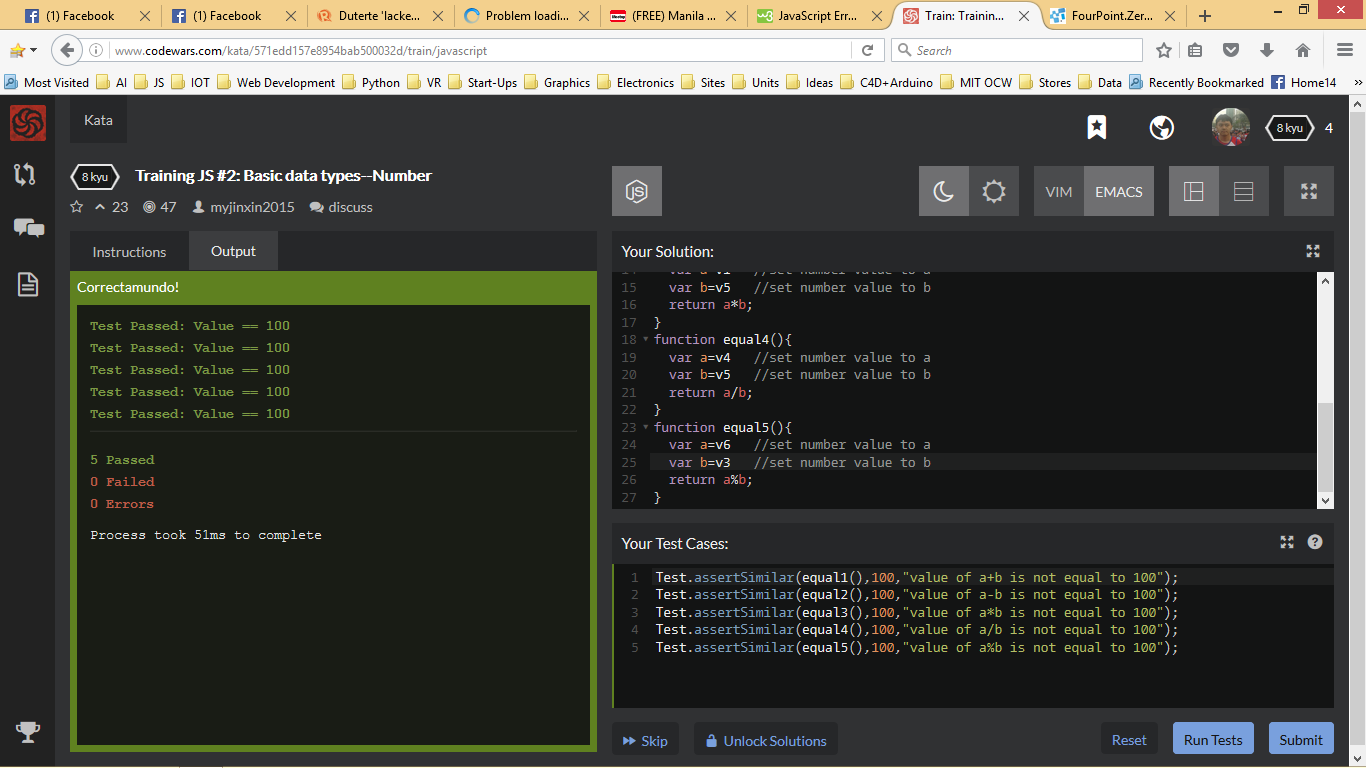 (1) Facebook
(1) Facebook
Duterte 'lacke...
Problem loadi...
(FREE) Manila ...
JavaScript Err...
Train: Trainin...
FourPoint.Zer...
www.codewars.com/kata/571edd157e8954bab500032d/train/javascript
Search
Most Visited AI JS IOT Web Development Python VR Start-Ups Graphics Electronics Sites Units Ideas C4D+Arduino MIT OCW Stores Data Recently Bookmarked Home14 »
Kata
8 kyu 4
8 kyu Training JS #2: Basic data types--Number
23 47 myjinxin2015 discuss
JS
VIM EMACS
Instructions Output
Correctamundo!
Test Passed: Value == 100
Test Passed: Value == 100
Test Passed: Value == 100
Test Passed: Value == 100
Test Passed: Value == 100
5 Passed
0 Failed
0 Errors
Process took 51ms to complete
Your Solution:
15 var b=v5 //set number value to b
16 return a*b;
17 }
18 function equal4(){
19 var a=v4 //set number value to a
20 var b=v5 //set number value to b
21 return a/b;
22 }
23 function equal5(){
24 var a=v6 //set number value to a
25 var b=v3 //set number value to b
26 return a%b;
27 }
Your Test Cases:
1 Test.assertSimilar(equal1(),100,"value of a+b is not equal to 100");
2 Test.assertSimilar(equal2(),100,"value of a-b is not equal to 100");
3 Test.assertSimilar(equal3(),100,"value of a*b is not equal to 100");
4 Test.assertSimilar(equal4(),100,"value of a/b is not equal to 100");
5 Test.assertSimilar(equal5(),100,"value of a%b is not equal to 100");
Skip Unlock Solutions Reset Run Tests Submit